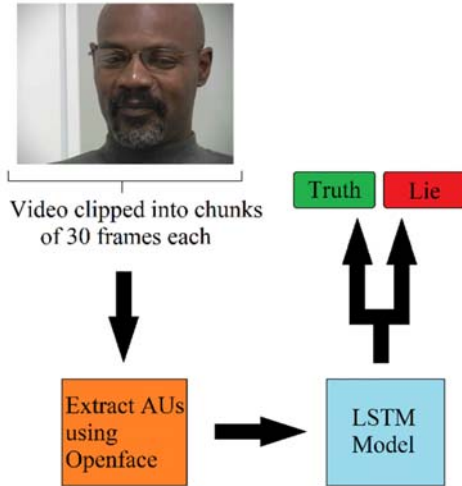 Video clipped into chunks
of 30 frames each
Extract AUs
using
Openface
LSTM
Model
Truth
Lie